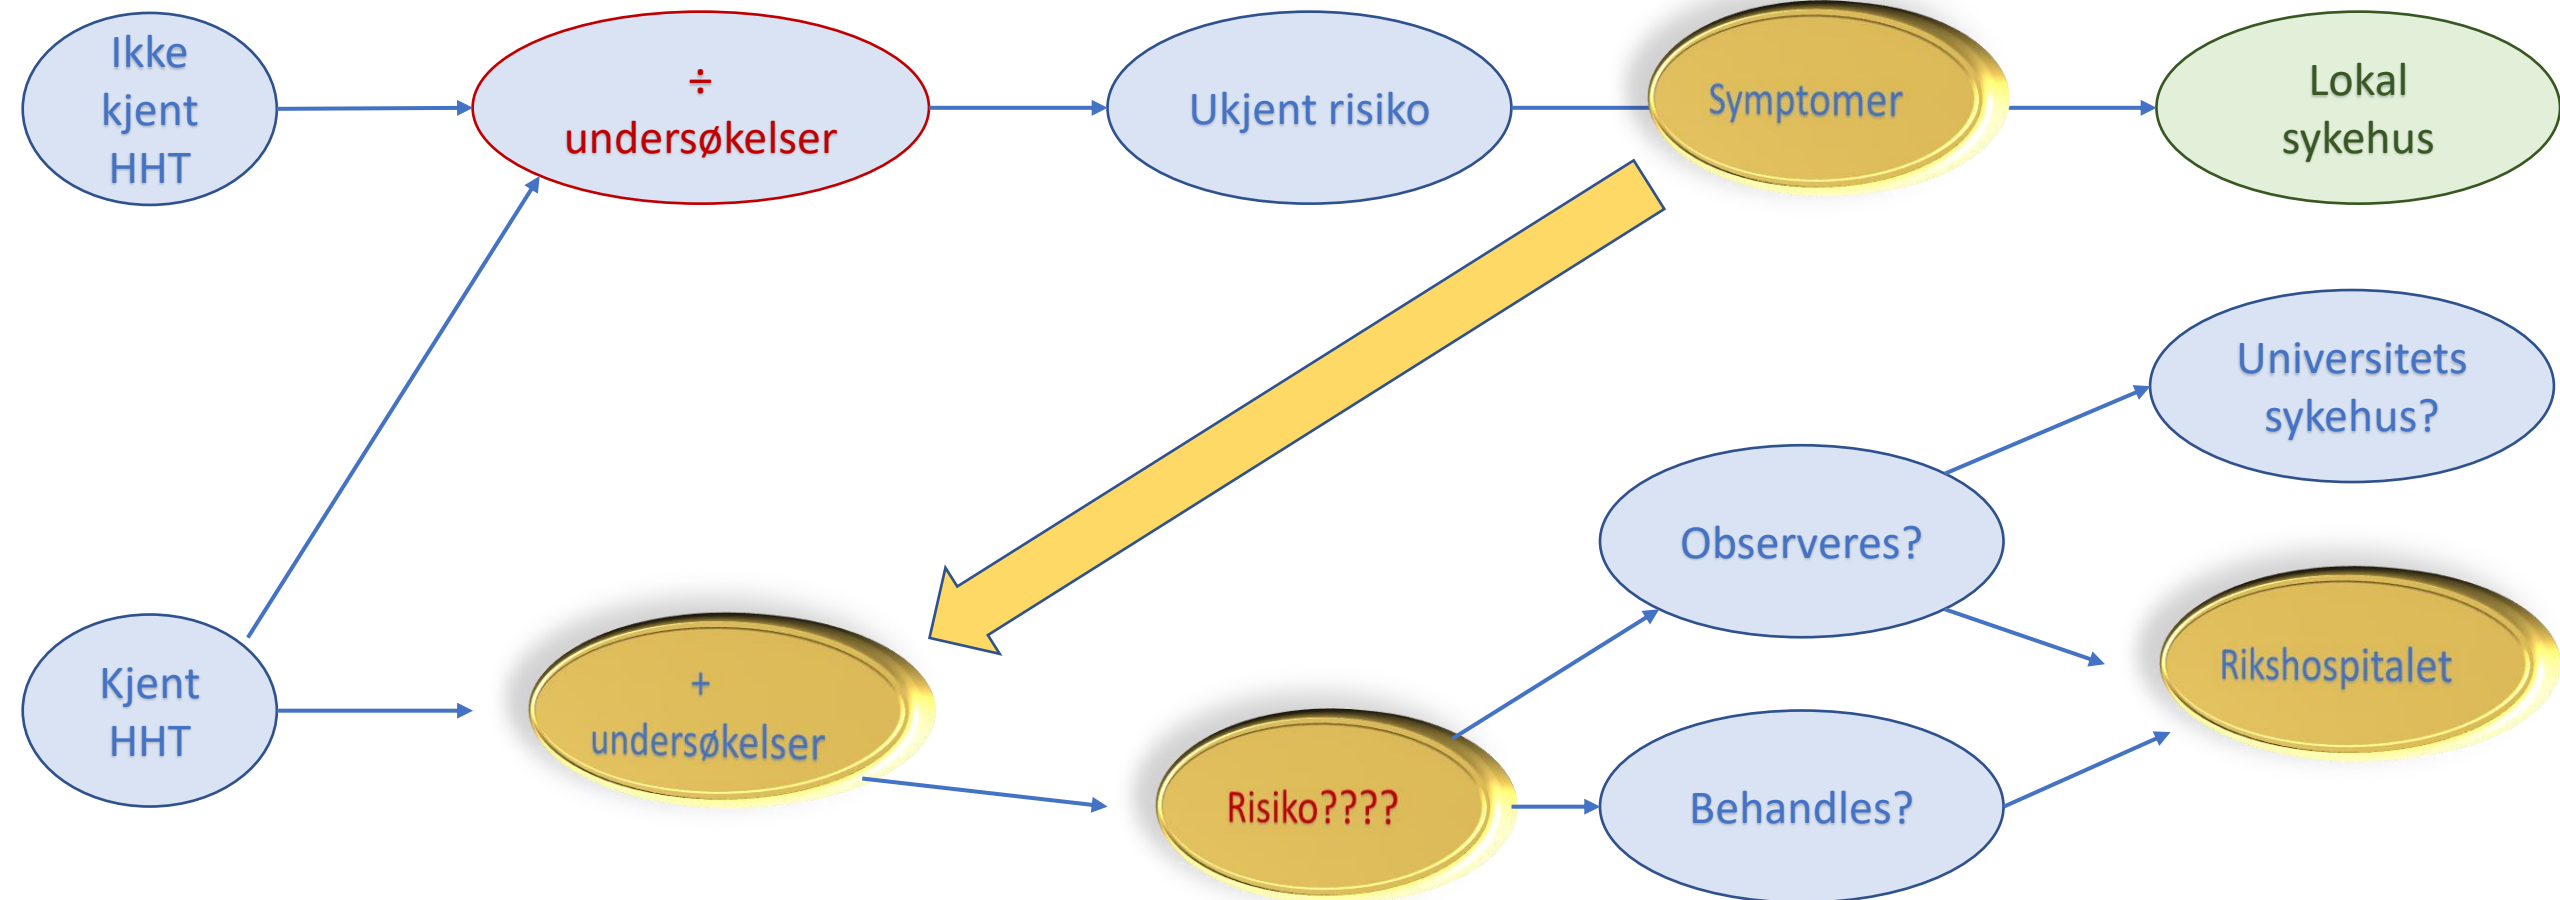 Ikke
kjent
HHT
÷
undersøkelser
Ukjent risiko
Symptomer
Lokal
sykehus
Universitets
sykehus?
Observeres?
Rikshospitalet
Kjent
HHT
+
undersøkelser
Risiko????
Behandles?